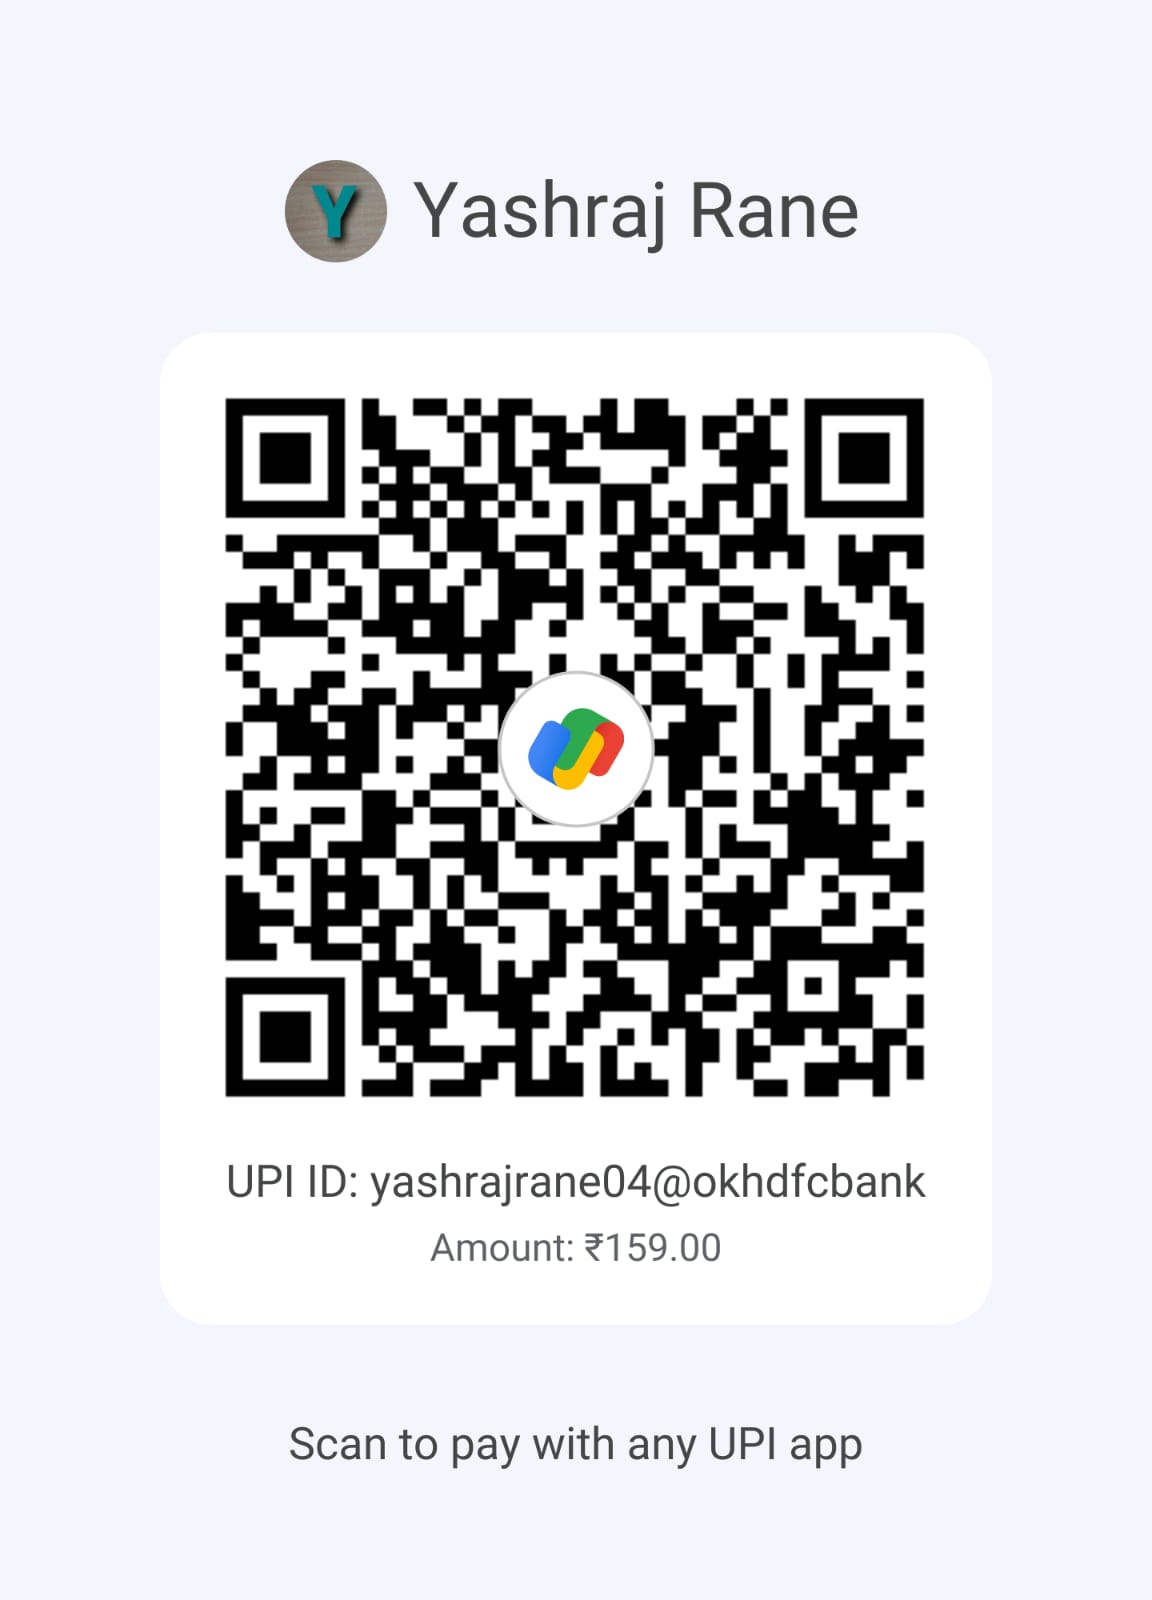 Y Yashraj Rane
UPI ID: yashrajrane04@okhdfcbank
Amount: ₹159.00
Scan to pay with any UPI app